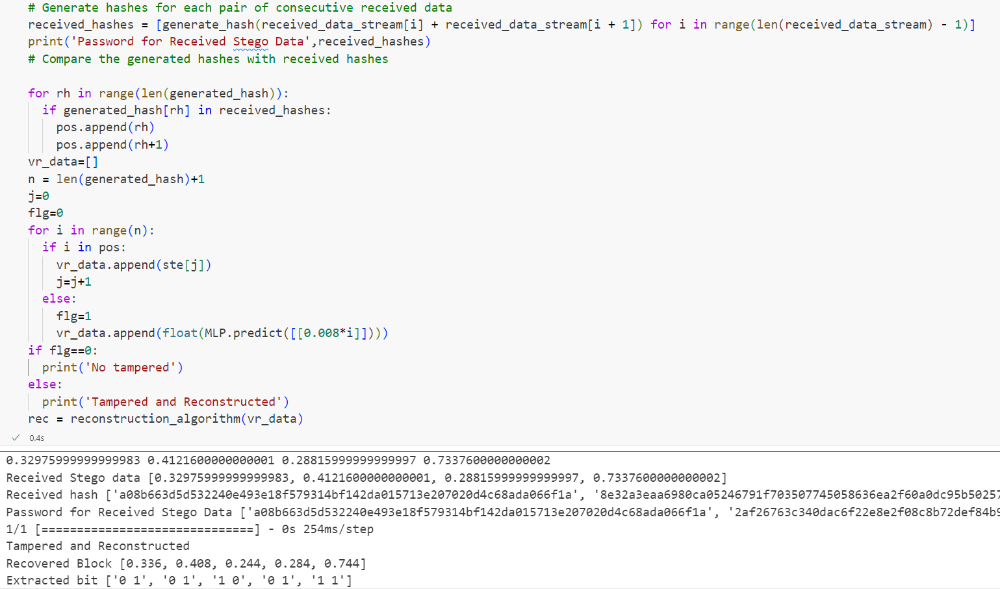 # Generate hashes for each pair of consecutive received data
received_hashes = [generate_hash(received_data_stream[i] + received_data_stream[i + 1]) for i in range(len(received_data_stream) - 1)]
print('Password for Received Stego Data',received_hashes)
# Compare the generated hashes with received hashes
for rh in range(len(generated_hash)):
  if generated_hash[rh] in received_hashes:
    pos.append(rh)
    pos.append(rh+1)
vr_data=[]
n = len(generated_hash)+1
j=0
flg=0
for i in range(n):
  if i in pos:
    vr_data.append(ste[j])
    j=j+1
  else:
    flg=1
    vr_data.append(float(MLP.predict([[0.008*i]])))
if flg==0:
  print('No tampered')
else:
  print('Tampered and Reconstructed')
rec = reconstruction_algorithm(vr_data)
0.4s
0.32975999999999983 0.4121600000000001 0.28815999999999997 0.7337600000000002
Received Stego data [0.32975999999999983, 0.4121600000000001, 0.28815999999999997, 0.7337600000000002]
Received hash ['a08b663d5d532240e493e18f579314bf142da015713e207020d4c68ada066f1a', '8e32a3eaa6980ca05246791f703507745058636ea2f60a0dc95b50257
Password for Received Stego Data ['a08b663d5d532240e493e18f579314bf142da015713e207020d4c68ada066f1a', '2af26763c340dac6f22e8e2f08c8b72def84b9
1/1 [==============================] - 0s 254ms/step
Tampered and Reconstructed
Recovered Block [0.336, 0.408, 0.244, 0.284, 0.744]
Extracted bit ['0 1', '0 1', '1 0', '0 1', '1 1']